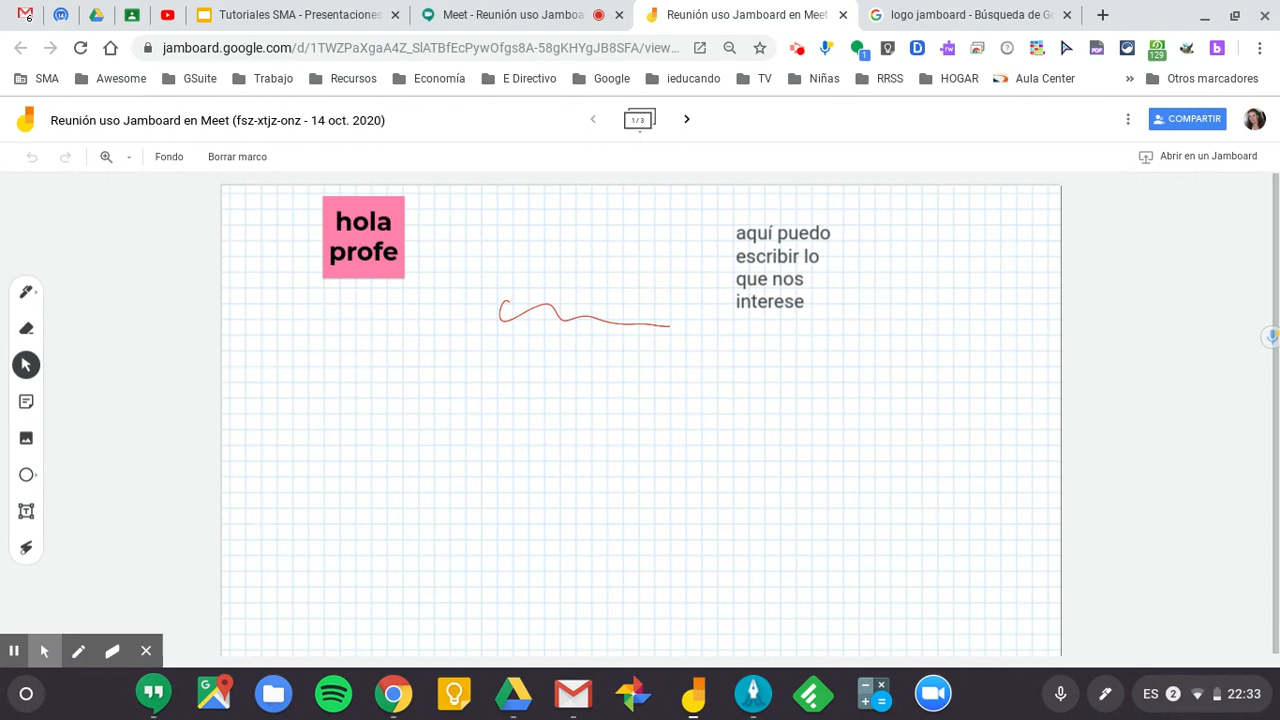 Tutoriales SMA - Presentaciones
Meet - Reunión uso Jamboa
Reunión uso Jamboard en Meet
logo jamboard - Búsqueda de Go
jamboard.google.com/d/1TWZPaXgaA4Z_SlATBfEcPywOfgs8A-58gKHYgJB8SFA/view...
SMA
Awesome
GSuite
Trabajo
Recursos
Economía
E Directivo
Google
ieducando
TV
Niñas
RRSS
HOGAR
Aula Center
»
Otros marcadores
Reunión uso Jamboard en Meet (fsz-xtjz-onz - 14 oct. 2020)
1 / 3
COMPARTIR
Fondo
Borrar marco
Abrir en un Jamboard
hola
profe
aquí puedo
escribir lo
que nos
interese
ES
2
22:33